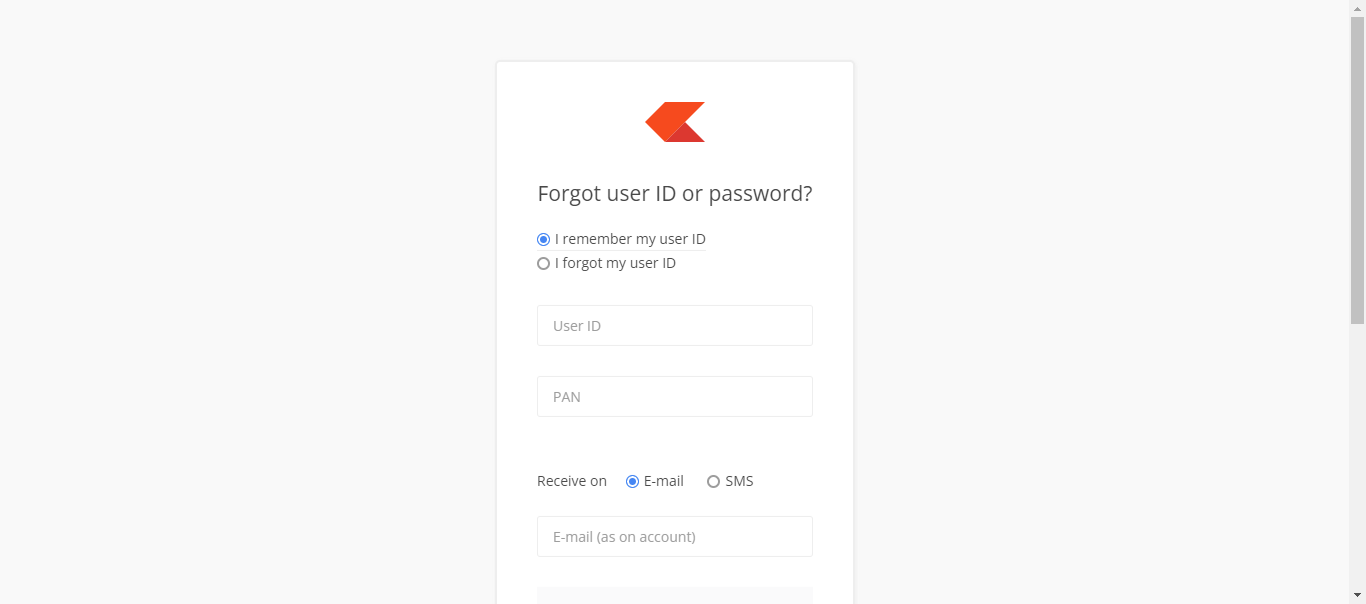 Forgot user ID or password?
I remember my user ID
I forgot my user ID
User ID
PAN
Receive on E-mail SMS
E-mail (as on account)